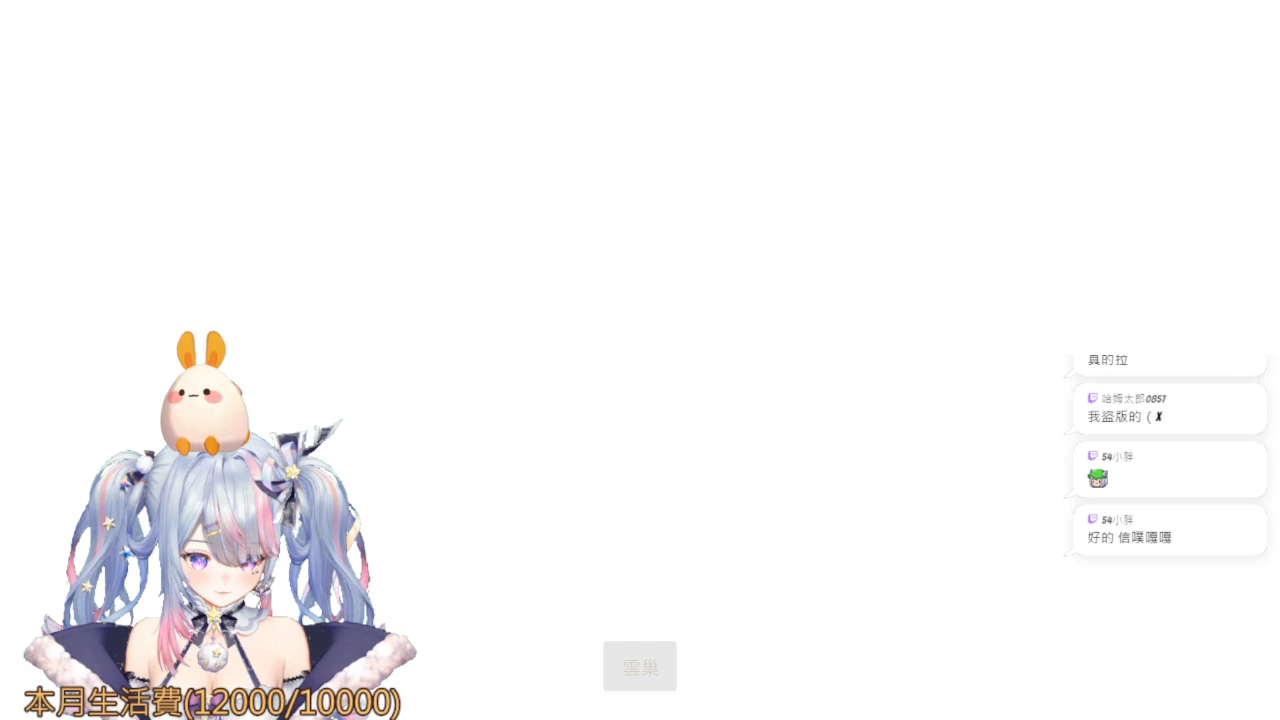 真的拉
哈姆太郎0857
我盜版的 ( X
54小胖
54小胖
好的 信噗嘎嘎
雲巢
本月生活費(12000/10000)